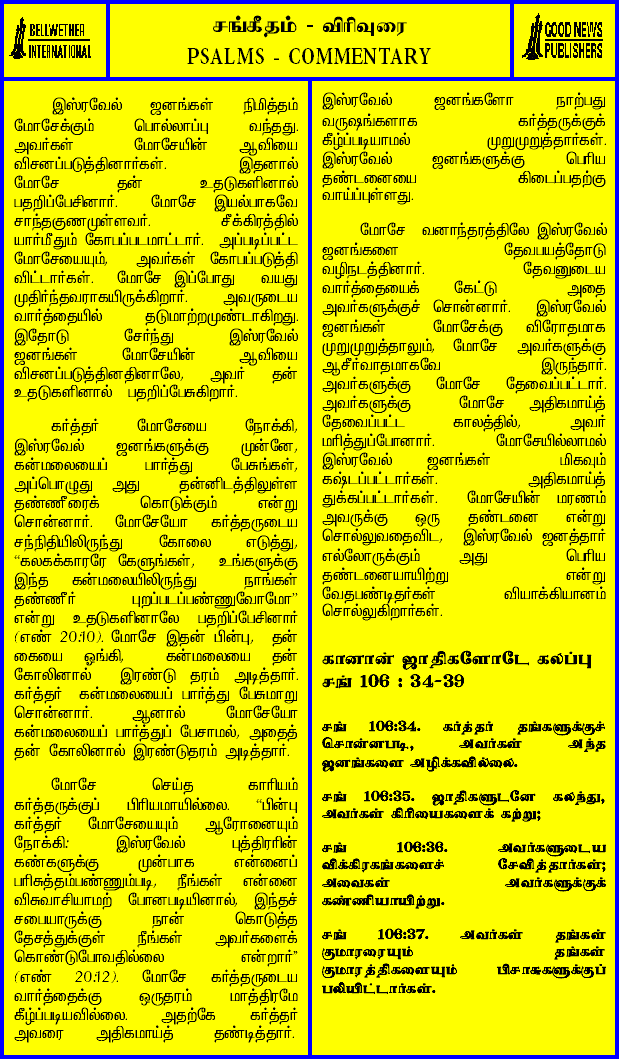 BELLWETHER
INTERNATIONAL
சங்கீதம் - விரிவுரை
PSALMS - COMMENTARY
GOOD NEWS
PUBLISHERS
இஸ்ரவேல் ஜனங்கள் நிமித்தம்
மோசேக்கும் பொல்லாப்பு வந்தது.
அவர்கள் மோசேயின் ஆவியை
விசனப்படுத்தினார்கள். இதனால்
மோசே தன் உதடுகளினால்
பதறிப்பேசினார். மோசே இயல்பாகவே
சாந்தகுணமுள்ளவர். சீக்கிரத்தில்
யார்மீதும் கோபப்படமாட்டார். அப்படிப்பட்ட
மோசேயையும், அவர்கள் கோபப்படுத்தி
விட்டார்கள். மோசே இப்போது வயது
முதிர்ந்தவராகயிருக்கிறார். அவருடைய
வார்த்தையில் தடுமாற்றமுண்டாகிறது.
இதோடு சேர்ந்து இஸ்ரவேல்
ஜனங்கள் மோசேயின் ஆவியை
விசனப்படுத்தினதினாலே, அவர் தன்
உதடுகளினால் பதறிப்பேசுகிறார்.
கர்த்தர் மோசேயை நோக்கி,
இஸ்ரவேல் ஜனங்களுக்கு முன்னே,
கன்மலையைப் பார்த்து பேசுங்கள்,
அப்பொழுது அது தன்னிடத்திலுள்ள
தண்ணீரைக் கொடுக்கும் என்று
சொன்னார். மோசேயோ கர்த்தருடைய
சந்நிதியிலிருந்து கோலை எடுத்து,
“கலகக்காரரே கேளுங்கள், உங்களுக்கு
இந்த கன்மலையிலிருந்து நாங்கள்
தண்ணீர் புறப்படப்பண்ணுவோமோ”
என்று உதடுகளினாலே பதறிப்பேசினார்
(எண் 20:10). மோசே இதன் பின்பு, தன்
கையை ஓங்கி, கன்மலையை தன்
கோலினால் இரண்டு தரம் அடித்தார்.
கர்த்தர் கன்மலையைப் பார்த்து பேசுமாறு
சொன்னார். ஆனால் மோசேயோ
கன்மலையைப் பார்த்துப் பேசாமல், அதைத்
தன் கோலினால் இரண்டுதரம் அடித்தார்.
மோசே செய்த காரியம்
கர்த்தருக்குப் பிரியமாயில்லை. “பின்பு
கர்த்தர் மோசேயையும் ஆரோனையும்
நோக்கி: இஸ்ரவேல் புத்திரரின்
கண்களுக்கு முன்பாக என்னைப்
பரிசுத்தம்பண்ணும்படி, நீங்கள் என்னை
விசுவாசியாமற் போனபடியினால், இந்தச்
சபையாருக்கு நான் கொடுத்த
தேசத்துக்குள் நீங்கள் அவர்களைக்
கொண்டுபோவதில்லை என்றார்”
(எண் 20:12). மோசே கர்த்தருடைய
வார்த்தைக்கு ஒருதரம் மாத்திரமே
கீழ்ப்படியவில்லை. அதற்கே கர்த்தர்
அவரை அதிகமாய்த் தண்டித்தார்.
இஸ்ரவேல் ஜனங்களோ நாற்பது
வருஷங்களாக கர்த்தருக்குக்
கீழ்ப்படியாமல் முறுமுறுத்தார்கள்.
இஸ்ரவேல் ஜனங்களுக்கு பெரிய
தண்டனையை கிடைப்பதற்கு
வாய்ப்புள்ளது.
மோசே வனாந்தரத்திலே இஸ்ரவேல்
ஜனங்களை தேவபயத்தோடு
வழிநடத்தினார். தேவனுடைய
வார்த்தையைக் கேட்டு அதை
அவர்களுக்குச் சொன்னார். இஸ்ரவேல்
ஜனங்கள் மோசேக்கு விரோதமாக
முறுமுறுத்தாலும், மோசே அவர்களுக்கு
ஆசீர்வாதமாகவே இருந்தார்.
அவர்களுக்கு மோசே தேவைப்பட்டார்.
அவர்களுக்கு மோசே அதிகமாய்த்
தேவைப்பட்ட காலத்தில், அவர்
மரித்துப்போனார். மோசேயில்லாமல்
இஸ்ரவேல் ஜனங்கள் மிகவும்
கஷ்டப்பட்டார்கள். அதிகமாய்த்
துக்கப்பட்டார்கள். மோசேயின் மரணம்
அவருக்கு ஒரு தண்டனை என்று
சொல்லுவதைவிட, இஸ்ரவேல் ஜனத்தார்
எல்லோருக்கும் அது பெரிய
தண்டனையாயிற்று என்று
வேதபண்டிதர்கள் வியாக்கியானம்
சொல்லுகிறார்கள்.
கானான் ஜாதிகளோடே கலப்பு
சங் 106 : 34-39
சங் 106:34. கர்த்தர் தங்களுக்குச்
சொன்னபடி, அவர்கள் அந்த
ஜனங்களை அழிக்கவில்லை.
சங் 106:35. ஜாதிகளுடனே கலந்து,
அவர்கள் கிரியைகளைக் கற்று;
சங் 106:36. அவர்களுடைய
விக்கிரகங்களைச் சேவித்தார்கள்;
அவைகள் அவர்களுக்குக்
கண்ணியாயிற்று.
சங் 106:37. அவர்கள் தங்கள்
குமாரரையும் தங்கள்
குமாரத்திகளையும் பிசாசுகளுக்குப்
பலியிட்டார்கள்.